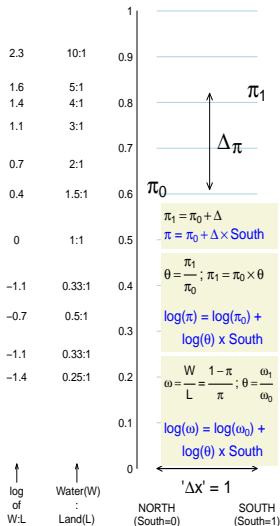 1
2.3 10:1 0.9
1.6 5:1 π1
1.4 4:1 0.8
1.1 3:1
Δπ
0.7 2:1 0.7
π0
0.4 1.5:1 0.6
π1 = π0 + Δ
π = π0 + Δ × South
0 1:1 0.5
θ = π1/π0 ; π1 = π0 × θ
−1.1 0.33:1 0.4
log(π) = log(π0) +
−0.7 0.5:1
log(θ) x South
0.3
−1.1 0.33:1
ω = W/L = (1−π)/π ; θ = ω1/ω0
−1.4 0.25:1 0.2
log(ω) = log(ω0) +
0.1
log(θ) x South
0
'Δx' = 1
log
of
W:L
Water(W)
:
Land(L)
NORTH
(South=0)
SOUTH
(South=1)